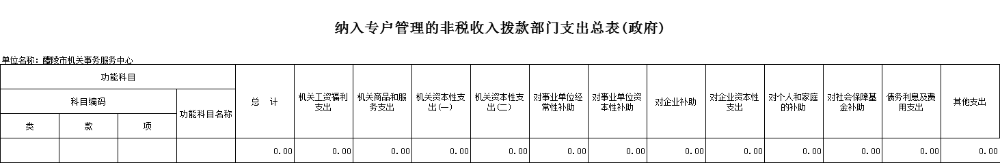 纳入专户管理的非税收入拨款部门支出总表(政府)
单位名称：醴陵市机关事务服务中心
功能科目
科目编码
功能科目名称
类
款
项
总 计
机关工资福利
支出
机关商品和服
务支出
机关资本性支
出(一)
机关资本性支
出(二)
对事业单位经
常性补助
对事业单位资
本性补助
对企业补助
对企业资本性
支出
对个人和家庭
的补助
对社会保障基
金补助
债务利息及费
用支出
其他支出
0.00 0.00 0.00 0.00 0.00 0.00 0.00 0.00 0.00 0.00 0.00 0.00 0.00